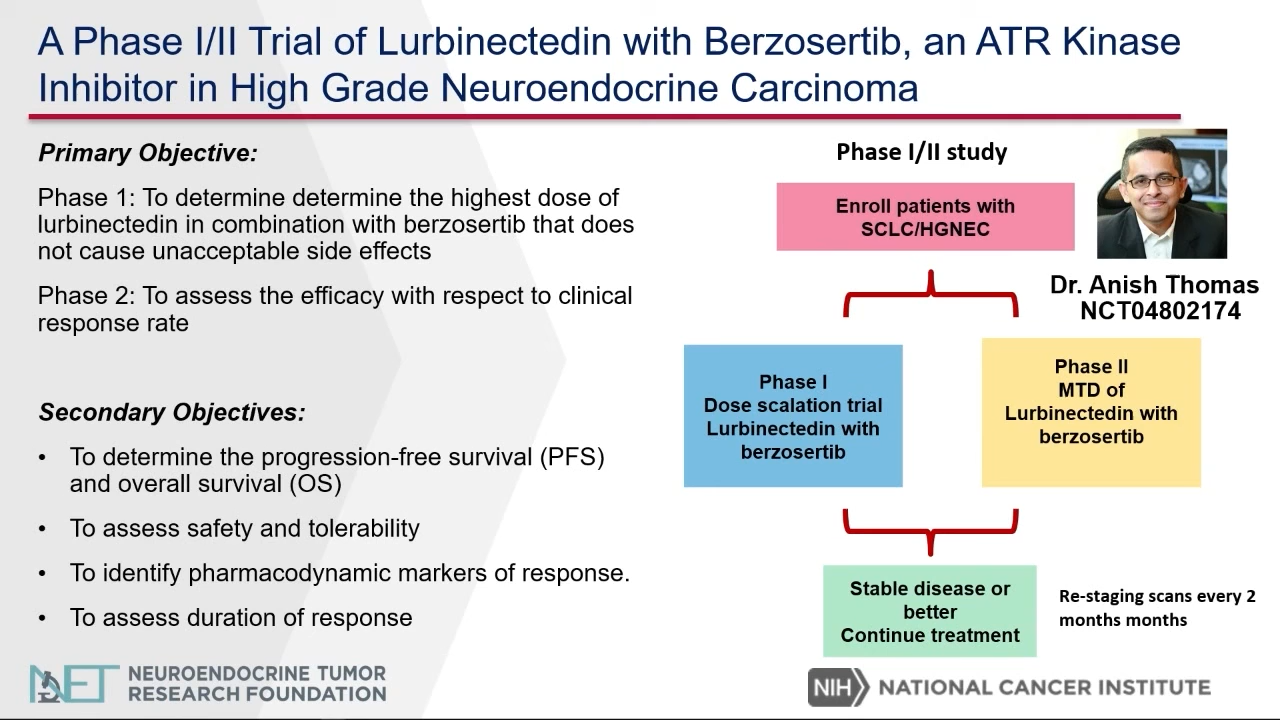 A Phase I/II Trial of Lurbinectedin with Berzosertib, an ATR Kinase
Inhibitor in High Grade Neuroendocrine Carcinoma
Primary Objective:
Phase 1: To determine determine the highest dose of
lurbinectedin in combination with berzosertib that does
not cause unacceptable side effects
Phase 2: To assess the efficacy with respect to clinical
response rate
Secondary Objectives:
• To determine the progression-free survival (PFS)
and overall survival (OS)
• To assess safety and tolerability
• To identify pharmacodynamic markers of response.
• To assess duration of response
Phase I/II study
Enroll patients with
SCLC/HGNEC
Dr. Anish Thomas
NCT04802174
Phase I
Dose scalation trial
Lurbinectedin with
berzosertib
Phase II
MTD of
Lurbinectedin with
berzosertib
Stable disease or
better
Continue treatment
Re-staging scans every 2
months months
NET
NEUROENDOCRINE TUMOR
RESEARCH FOUNDATION
NIH
NATIONAL CANCER INSTITUTE